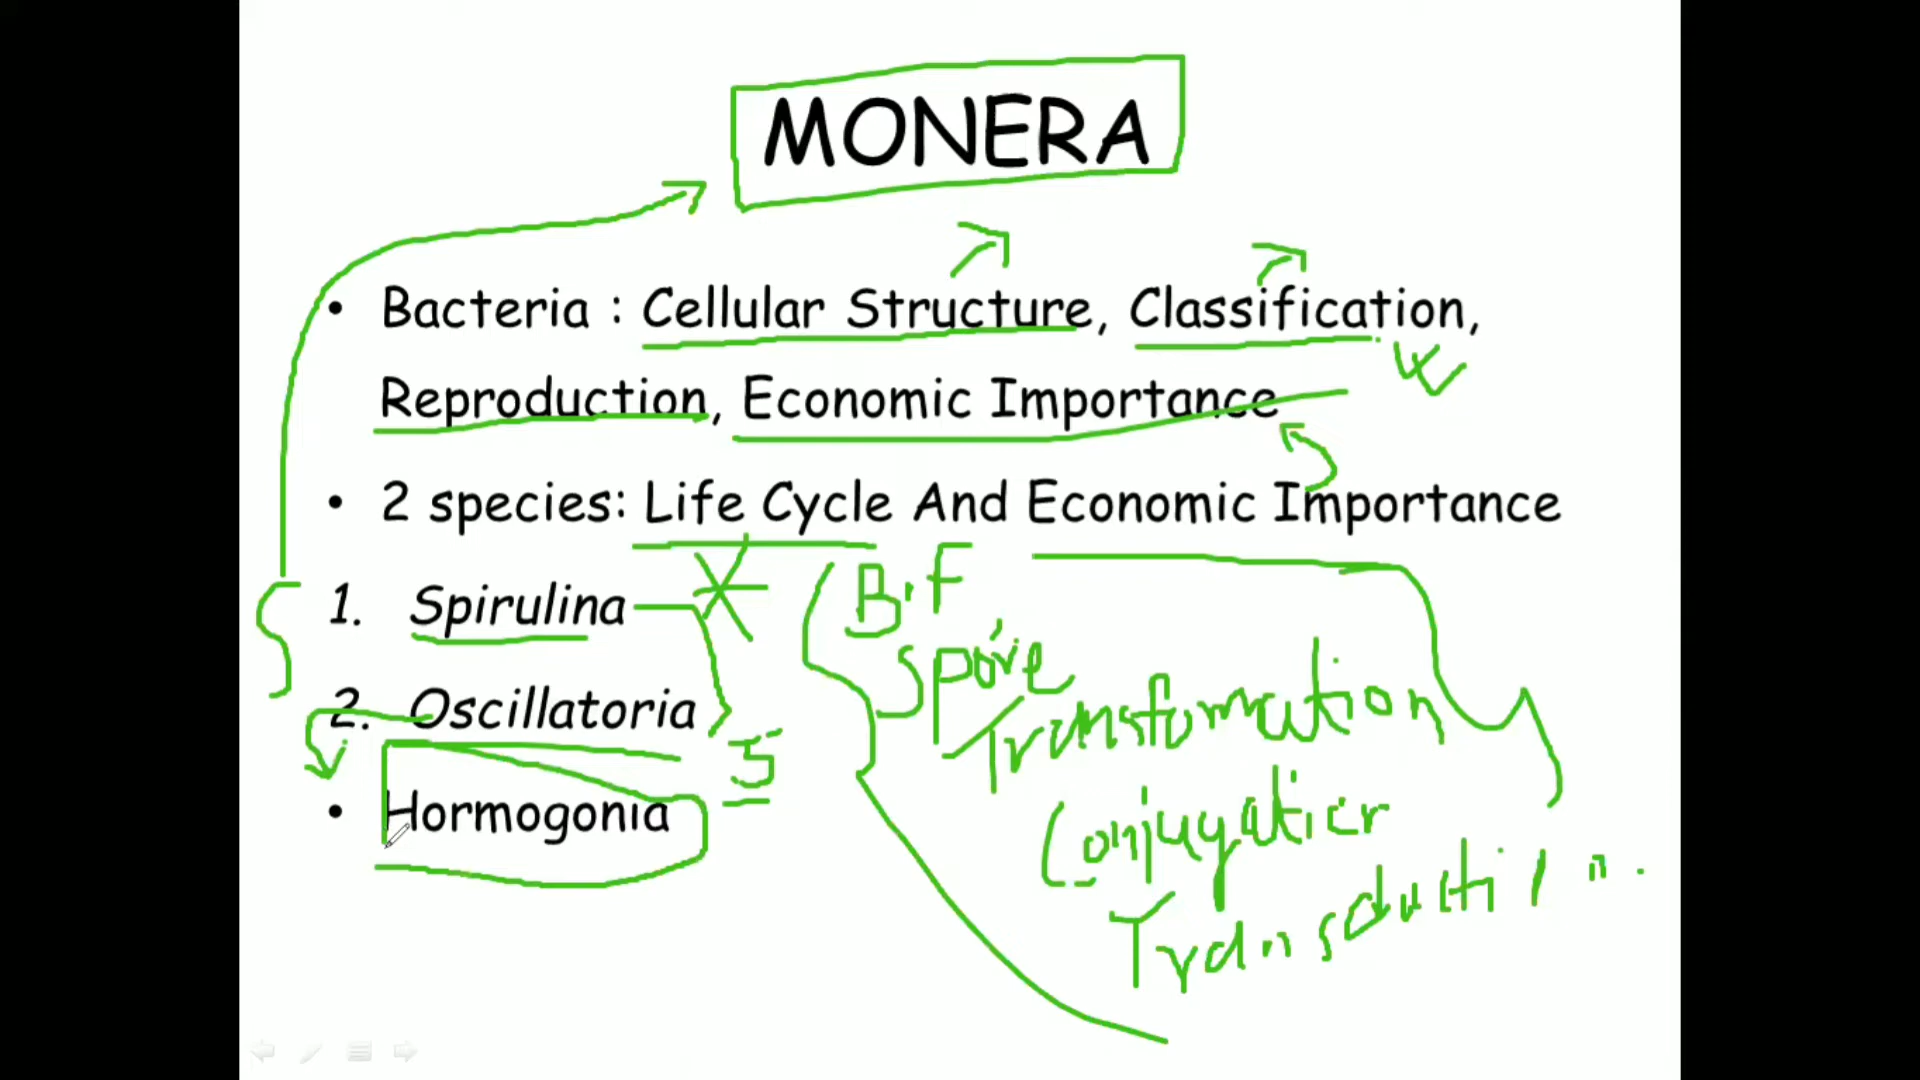 MONERA
• Bacteria : Cellular Structure, Classification,
Reproduction, Economic Importance
• 2 species: Life Cycle And Economic Importance
1. Spirulina
2. Oscillatoria
• Hormogonia
B.F
Spore
Transformation
Conjugation
Transduction.
5